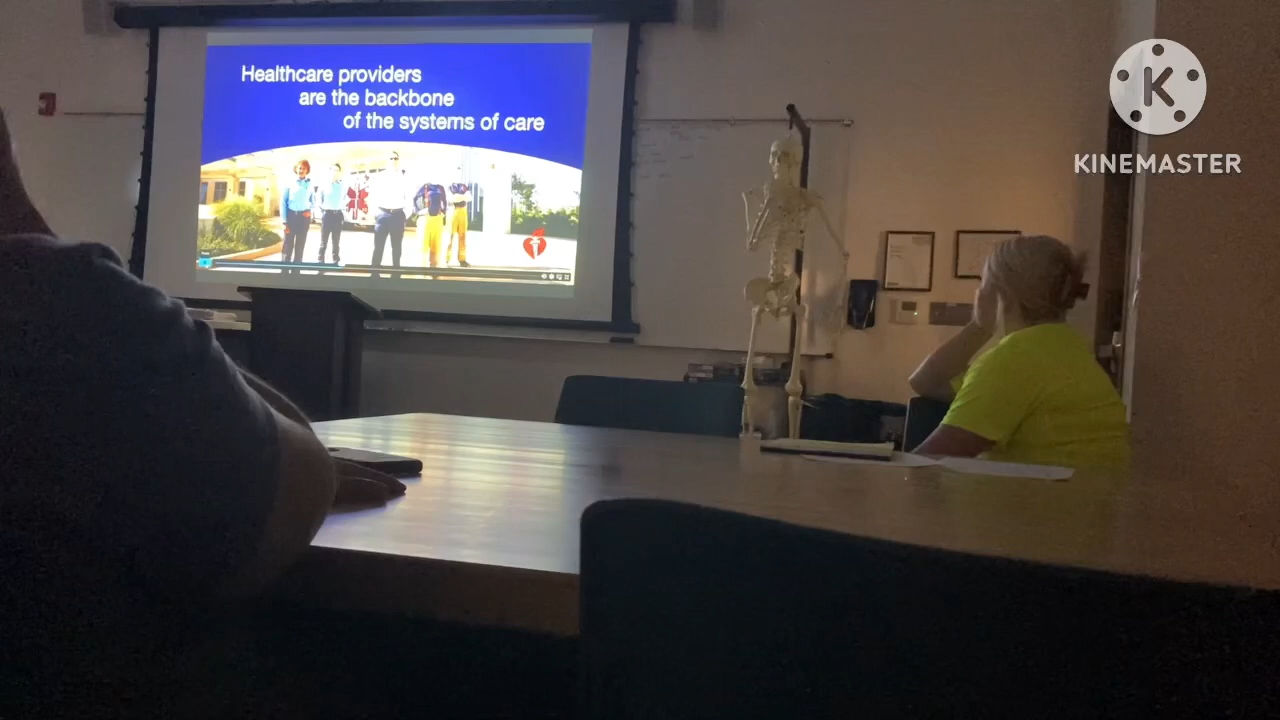 Healthcare providers
are the backbone
of the systems of care
KINEMASTER